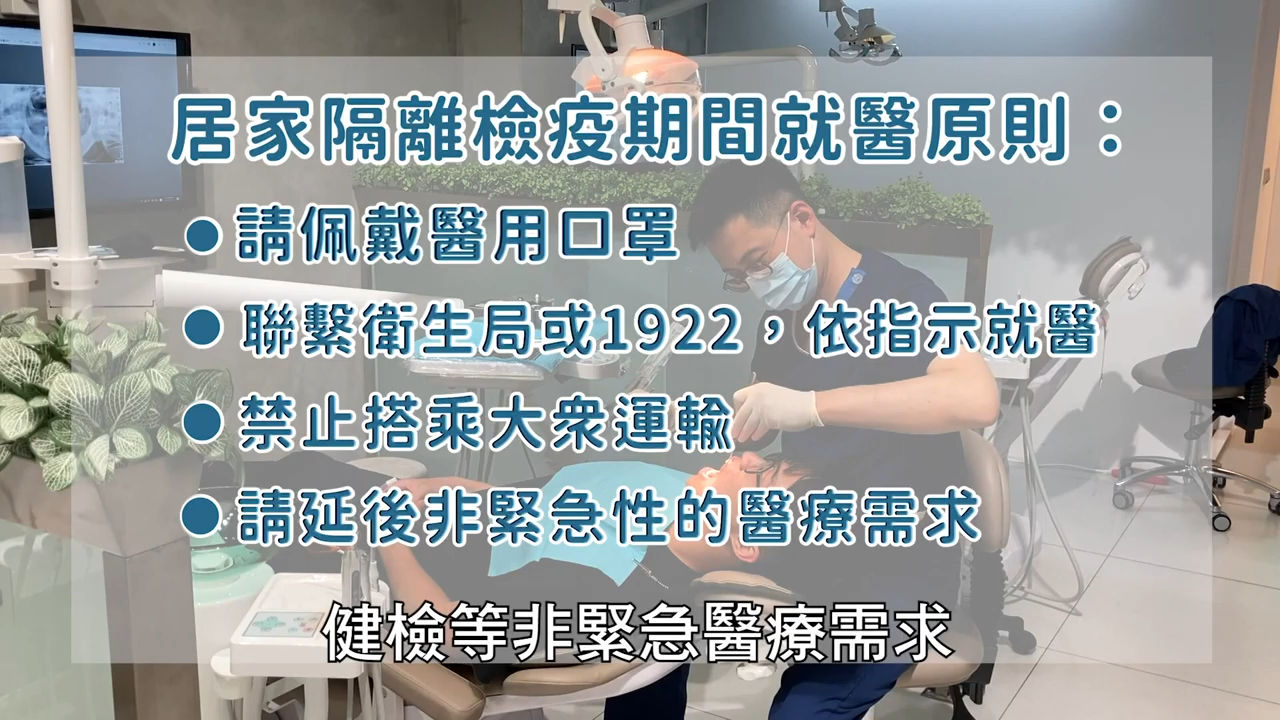 居家隔離檢疫期間就醫原則：
●請佩戴醫用口罩
●聯繫衛生局或1922，依指示就醫
●禁止搭乘大眾運輸
●請延後非緊急性的醫療需求
健檢等非緊急醫療需求